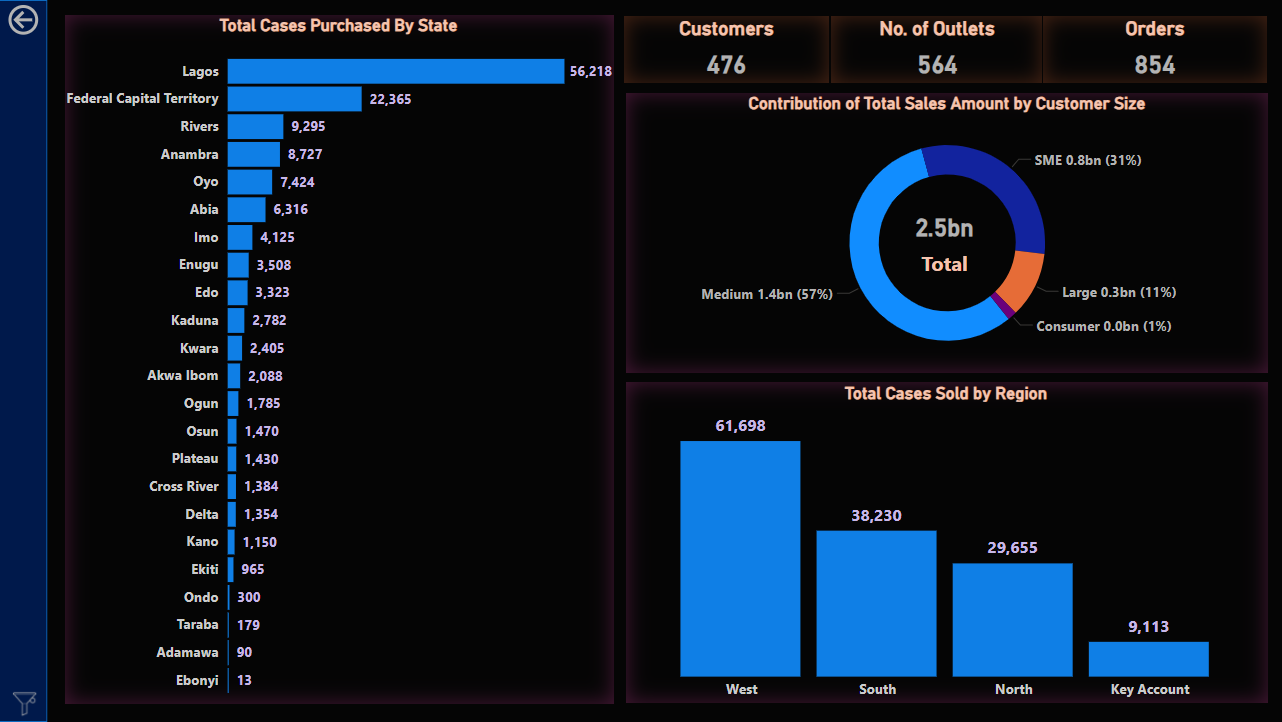 Total Cases Purchased By State
Lagos 56,218
Federal Capital Territory 22,365
Rivers 9,295
Anambra 8,727
Oyo 7,424
Abia 6,316
Imo 4,125
Enugu 3,508
Edo 3,323
Kaduna 2,782
Kwara 2,405
Akwa Ibom 2,088
Ogun 1,785
Osun 1,470
Plateau 1,430
Cross River 1,384
Delta 1,354
Kano 1,150
Ekiti 965
Ondo 300
Taraba 179
Adamawa 90
Ebonyi 13
Customers
476
No. of Outlets
564
Orders
854
Contribution of Total Sales Amount by Customer Size
SME 0.8bn (31%)
2.5bn
Total
Medium 1.4bn (57%)
Large 0.3bn (11%)
Consumer 0.0bn (1%)
Total Cases Sold by Region
61,698
38,230
29,655
9,113
West South North Key Account